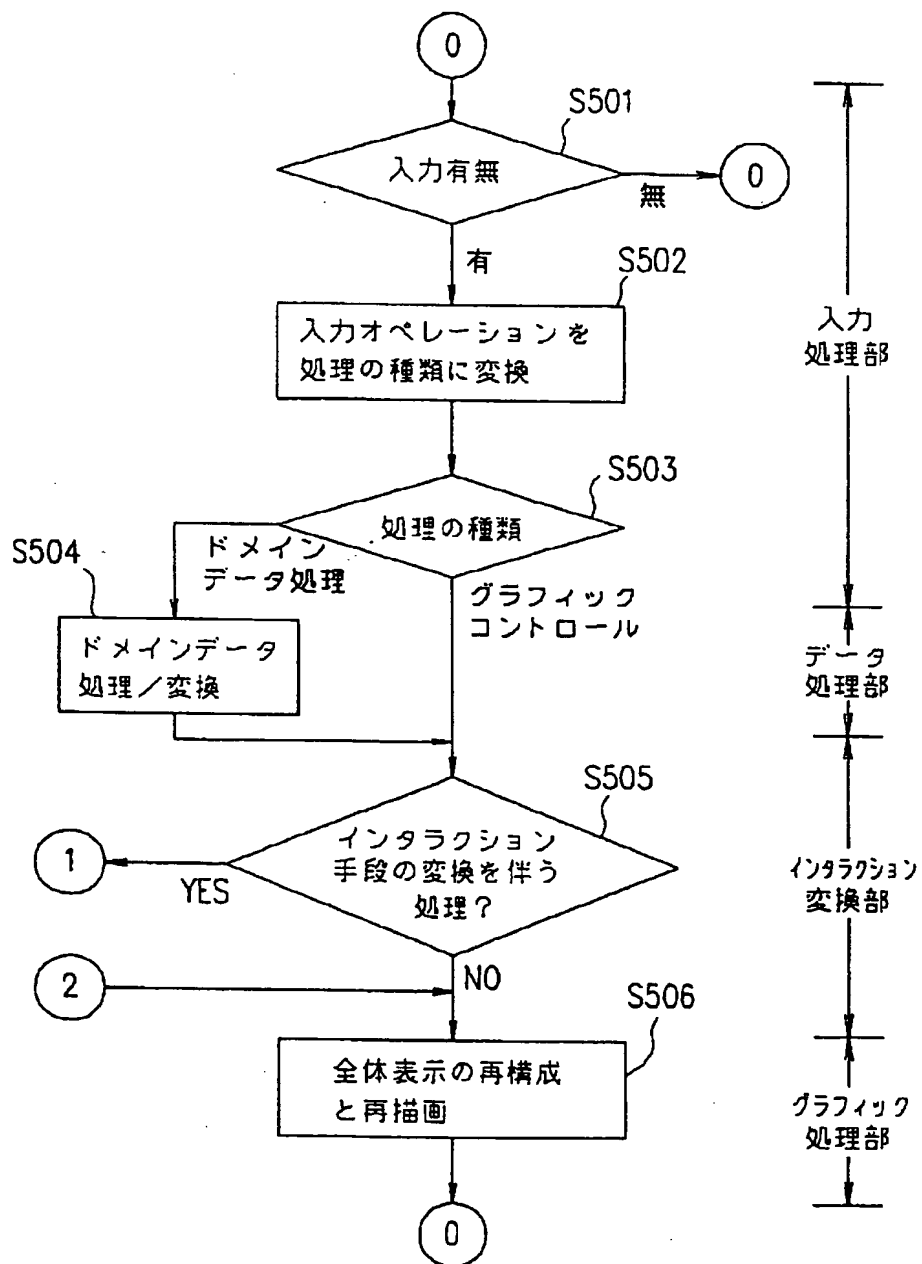 0
S501
入力有無
無
0
有
S502
入力オペレーションを
処理の種類に変換
入力
処理部
S503
処理の種類
S504
ドメイン
データ処理
グラフィック
コントロール
ドメインデータ
処理/変換
データ
処理部
S505
インタラクション
手段の変換を伴う
処理?
1
YES
インタラクション
変換部
2
NO
S506
全体表示の再構成
と再描画
グラフィック
処理部
0